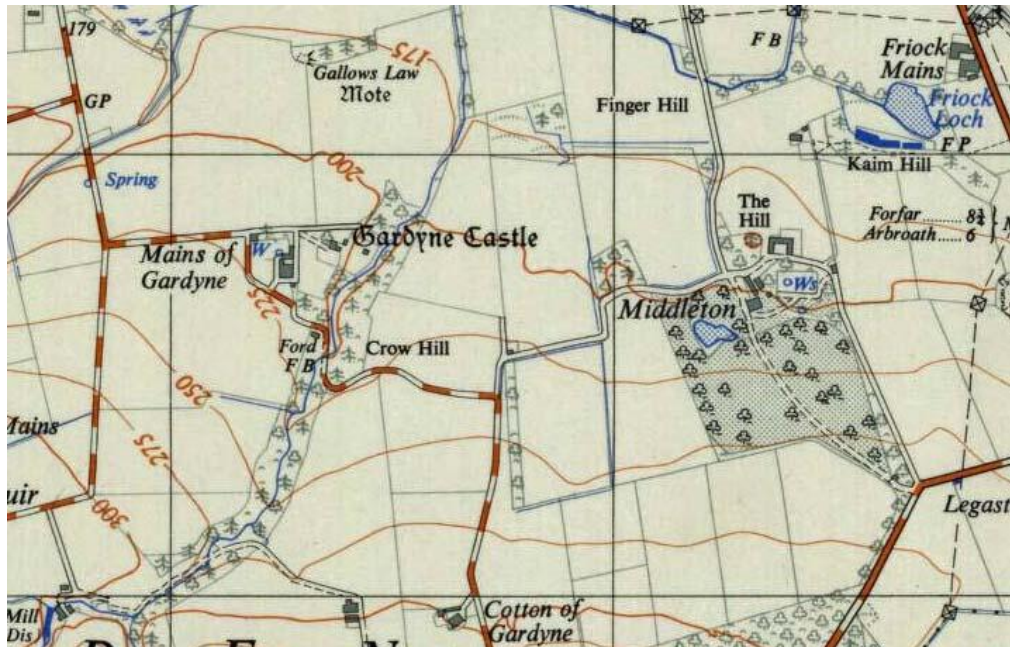 179
Gallows Law
Mote
175
GP
F B
Friock
Mains
Finger Hill
Friock
Loch
F P
Kaim Hill
Spring
200
The
Hill
Forfar ...... 8¾
Arbroath ..... 6
Mains of
Gardyne
W
Gardyne Castle
225
Middleton
Ws
Ford
F B
Crow Hill
250
Mains
275
uir
300
Legast
Mill
Dis
Cotton of
Gardyne